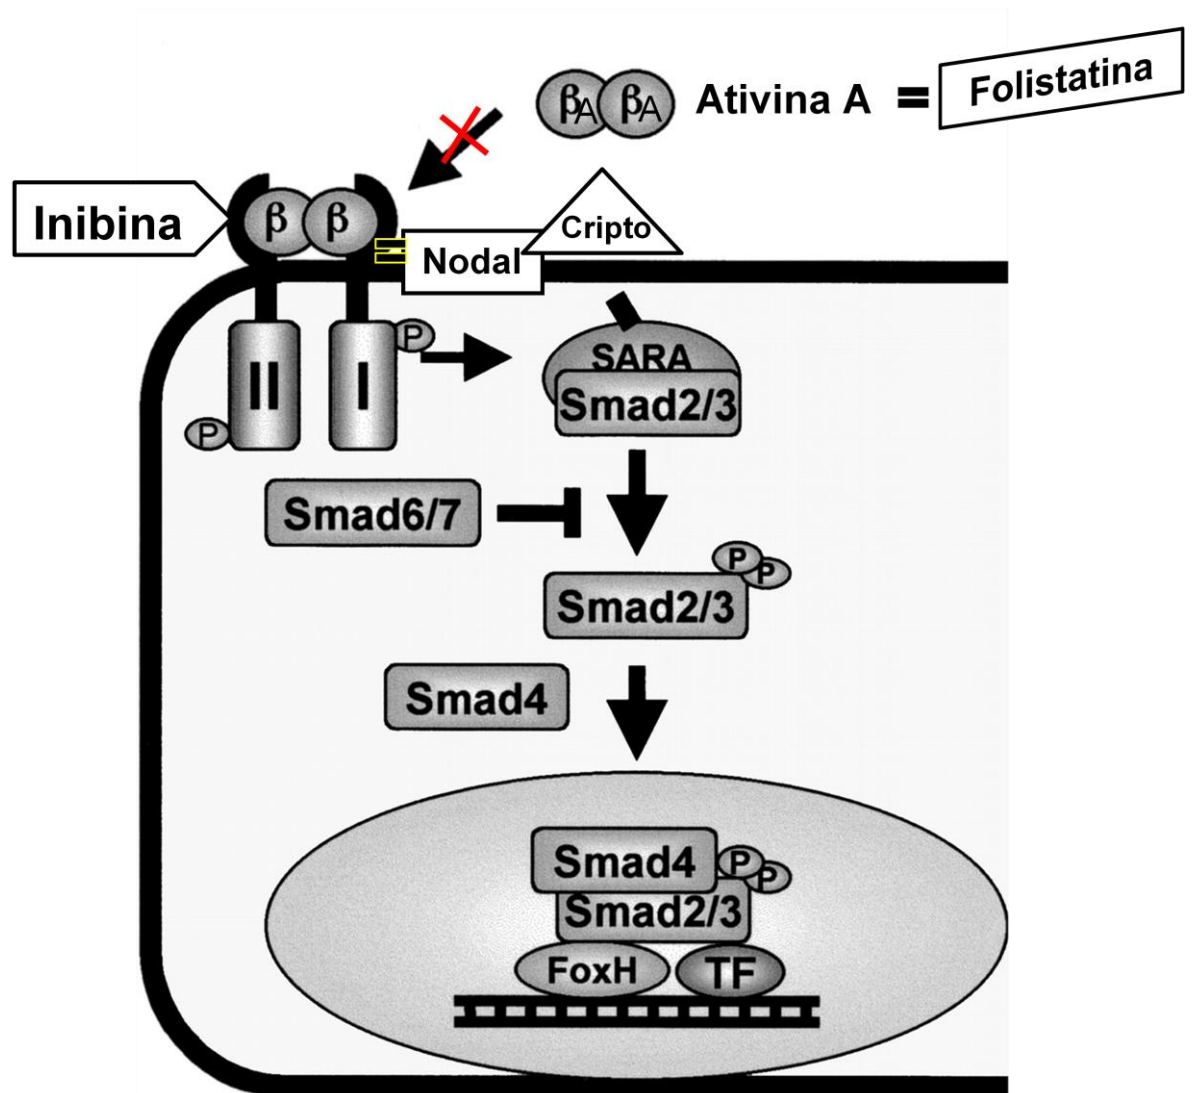 βA βA Ativina A = Folistatina
Inibina
β β
Cripto
Nodal
P
II I
SARA
Smad2/3
P
Smad6/7
P P
Smad2/3
Smad4
Smad4 P P
Smad2/3
FoxH TF